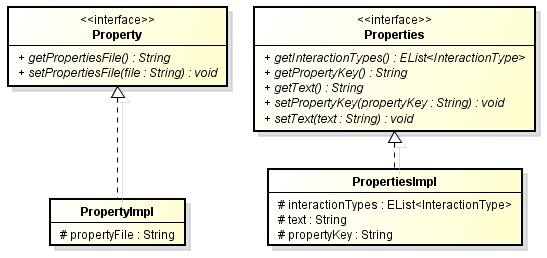 <<interface>>
Property
+ getPropertiesFile() : String
+ setPropertiesFile(file : String) : void
<<interface>>
Properties
+ getInteractionTypes() : EList<InteractionType>
+ getPropertyKey() : String
+ getText() : String
+ setPropertyKey(propertyKey : String) : void
+ setText(text : String) : void
PropertyImpl
# propertyFile : String
PropertiesImpl
# interactionTypes : EList<InteractionType>
# text : String
# propertyKey : String